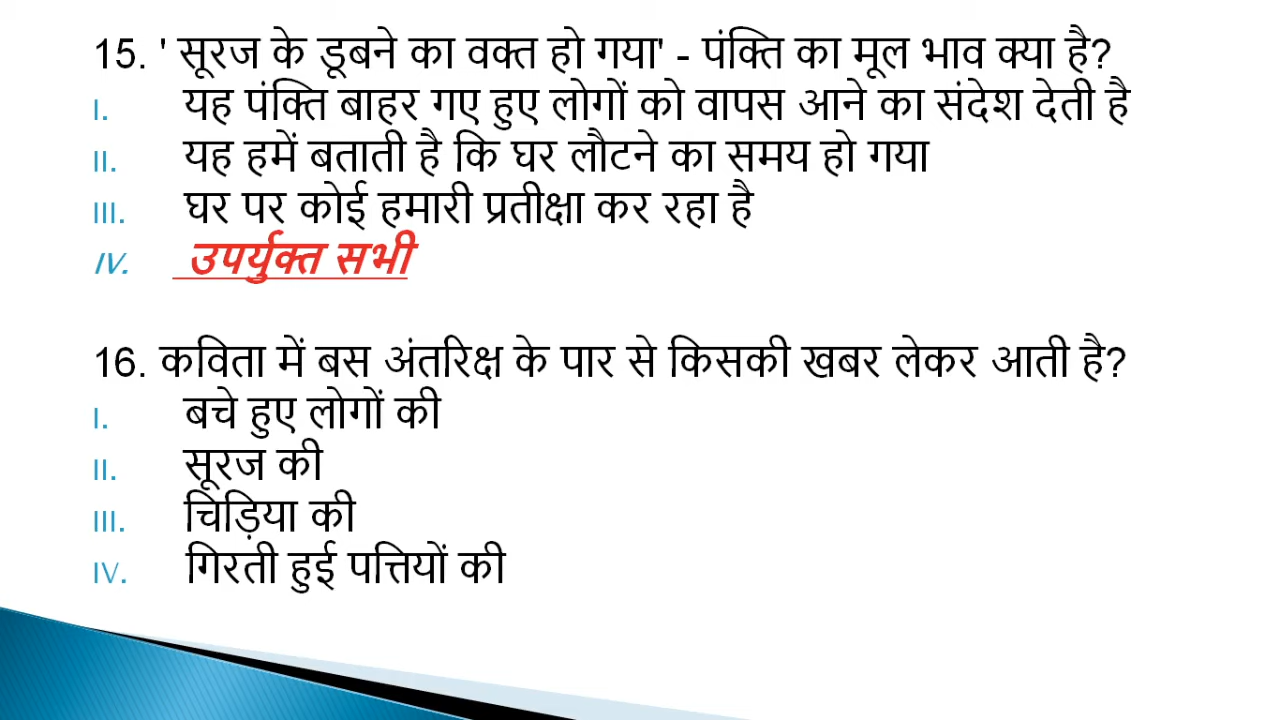 15. ' सूरज के डूबने का वक्त हो गया' - पंक्ति का मूल भाव क्या है?
I. यह पंक्ति बाहर गए हुए लोगों को वापस आने का संदेश देती है
II. यह हमें बताती है कि घर लौटने का समय हो गया
III. घर पर कोई हमारी प्रतीक्षा कर रहा है
IV. उपर्युक्त सभी
16. कविता में बस अंतरिक्ष के पार से किसकी खबर लेकर आती है?
I. बचे हुए लोगों की
II. सूरज की
III. चिड़िया की
IV. गिरती हुई पत्तियों की